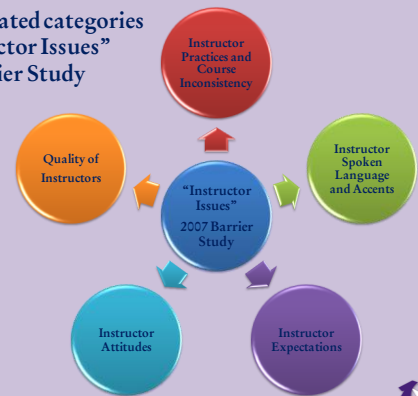 ated categories
ctor Issues”
ier Study
Instructor
Practices and
Course
Inconsistency
Quality of
Instructors
“Instructor
Issues”
2007 Barrier
Study
Instructor
Spoken
Language
and Accents
Instructor
Attitudes
Instructor
Expectations